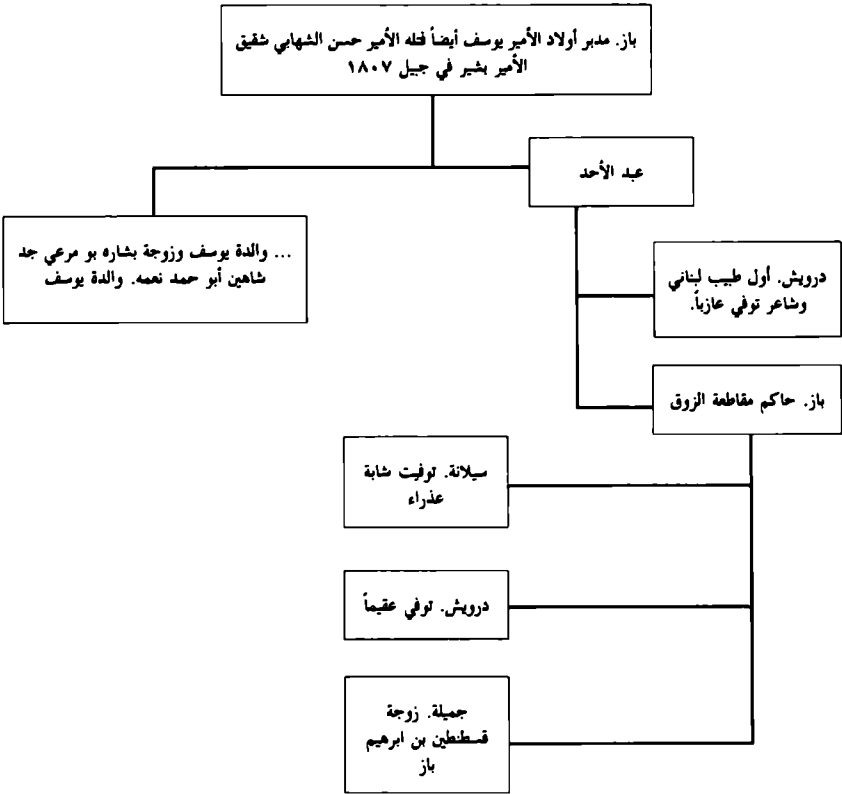 باز. مدبر أولاد الأمير يوسف أيضاً قتله الأمير حسن الشهابي شقيق
الأمير بشير في جبيل ١٨٠٧
عبد الأحد
... والدة يوسف وزوجة بشاره بو مرعي جد
شاهين أبو حمد نعمه. والدة يوسف
درويش. أول طبيب لبناني
وشاعر توفي عازباً.
باز. حاكم مقاطعة الزوق
سيلانة. توفيت شابة
عذراء
درويش. توفي عقيماً
جميلة. زوجة
قسطنطين بن ابرهيم
باز